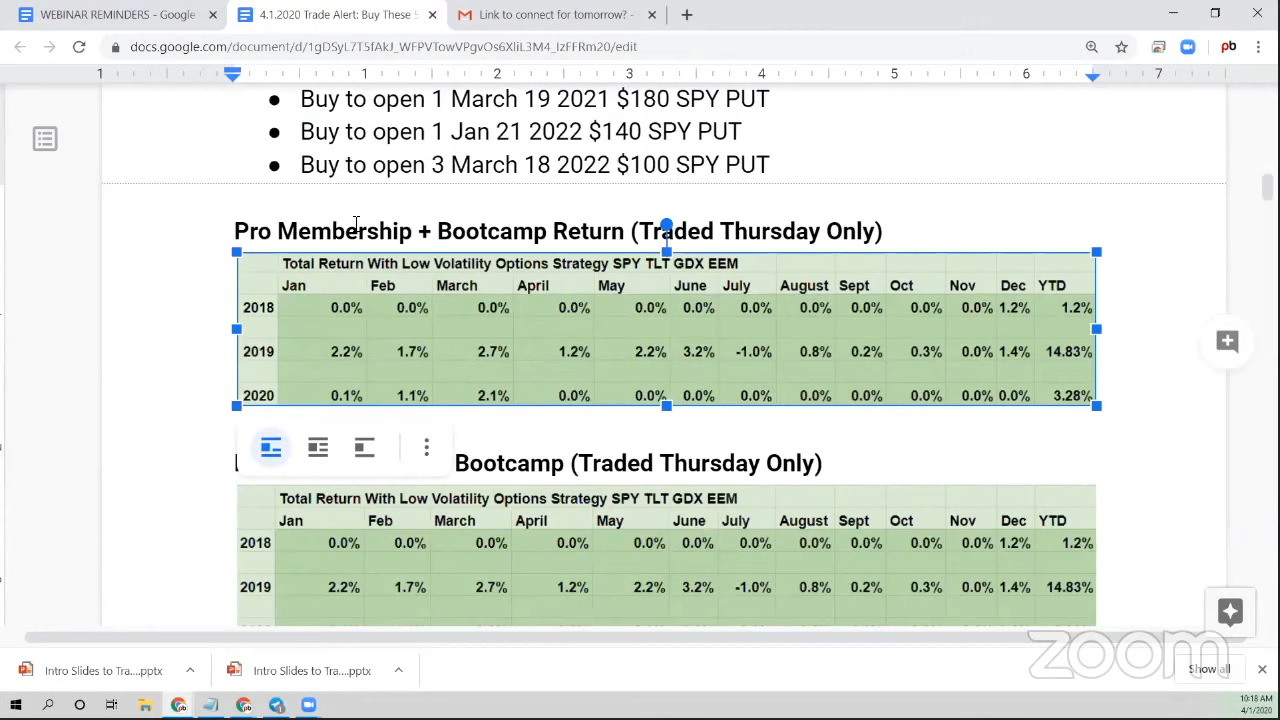 WEBINAR REMINDERS - Google
4.1.2020 Trade Alert: Buy These 5
Link to connect for tomorrow? -
docs.google.com/document/d/1gDSyL7T5fAkJ_WFPVTowVPgvOs6XliL3M4_IzFFRm20/edit
pb
1 1 2 3 4 5 6 7
● Buy to open 1 March 19 2021 $180 SPY PUT
● Buy to open 1 Jan 21 2022 $140 SPY PUT
● Buy to open 3 March 18 2022 $100 SPY PUT
Pro Membership + Bootcamp Return (Traded Thursday Only)
Total Return With Low Volatility Options Strategy SPY TLT GDX EEM
Jan Feb March April May June July August Sept Oct Nov Dec YTD
2018 0.0% 0.0% 0.0% 0.0% 0.0% 0.0% 0.0% 0.0% 0.0% 0.0% 0.0% 1.2% 1.2%
2019 2.2% 1.7% 2.7% 1.2% 2.2% 3.2% -1.0% 0.8% 0.2% 0.3% 0.0% 1.4% 14.83%
2020 0.1% 1.1% 2.1% 0.0% 0.0% 0.0% 0.0% 0.0% 0.0% 0.0% 0.0% 0.0% 3.28%
Bootcamp (Traded Thursday Only)
Total Return With Low Volatility Options Strategy SPY TLT GDX EEM
Jan Feb March April May June July August Sept Oct Nov Dec YTD
2018 0.0% 0.0% 0.0% 0.0% 0.0% 0.0% 0.0% 0.0% 0.0% 0.0% 0.0% 1.2% 1.2%
2019 2.2% 1.7% 2.7% 1.2% 2.2% 3.2% -1.0% 0.8% 0.2% 0.3% 0.0% 1.4% 14.83%
zoom
Intro Slides to Tra....pptx
Intro Slides to Tra....pptx
Show all
10:18 AM
4/1/2020